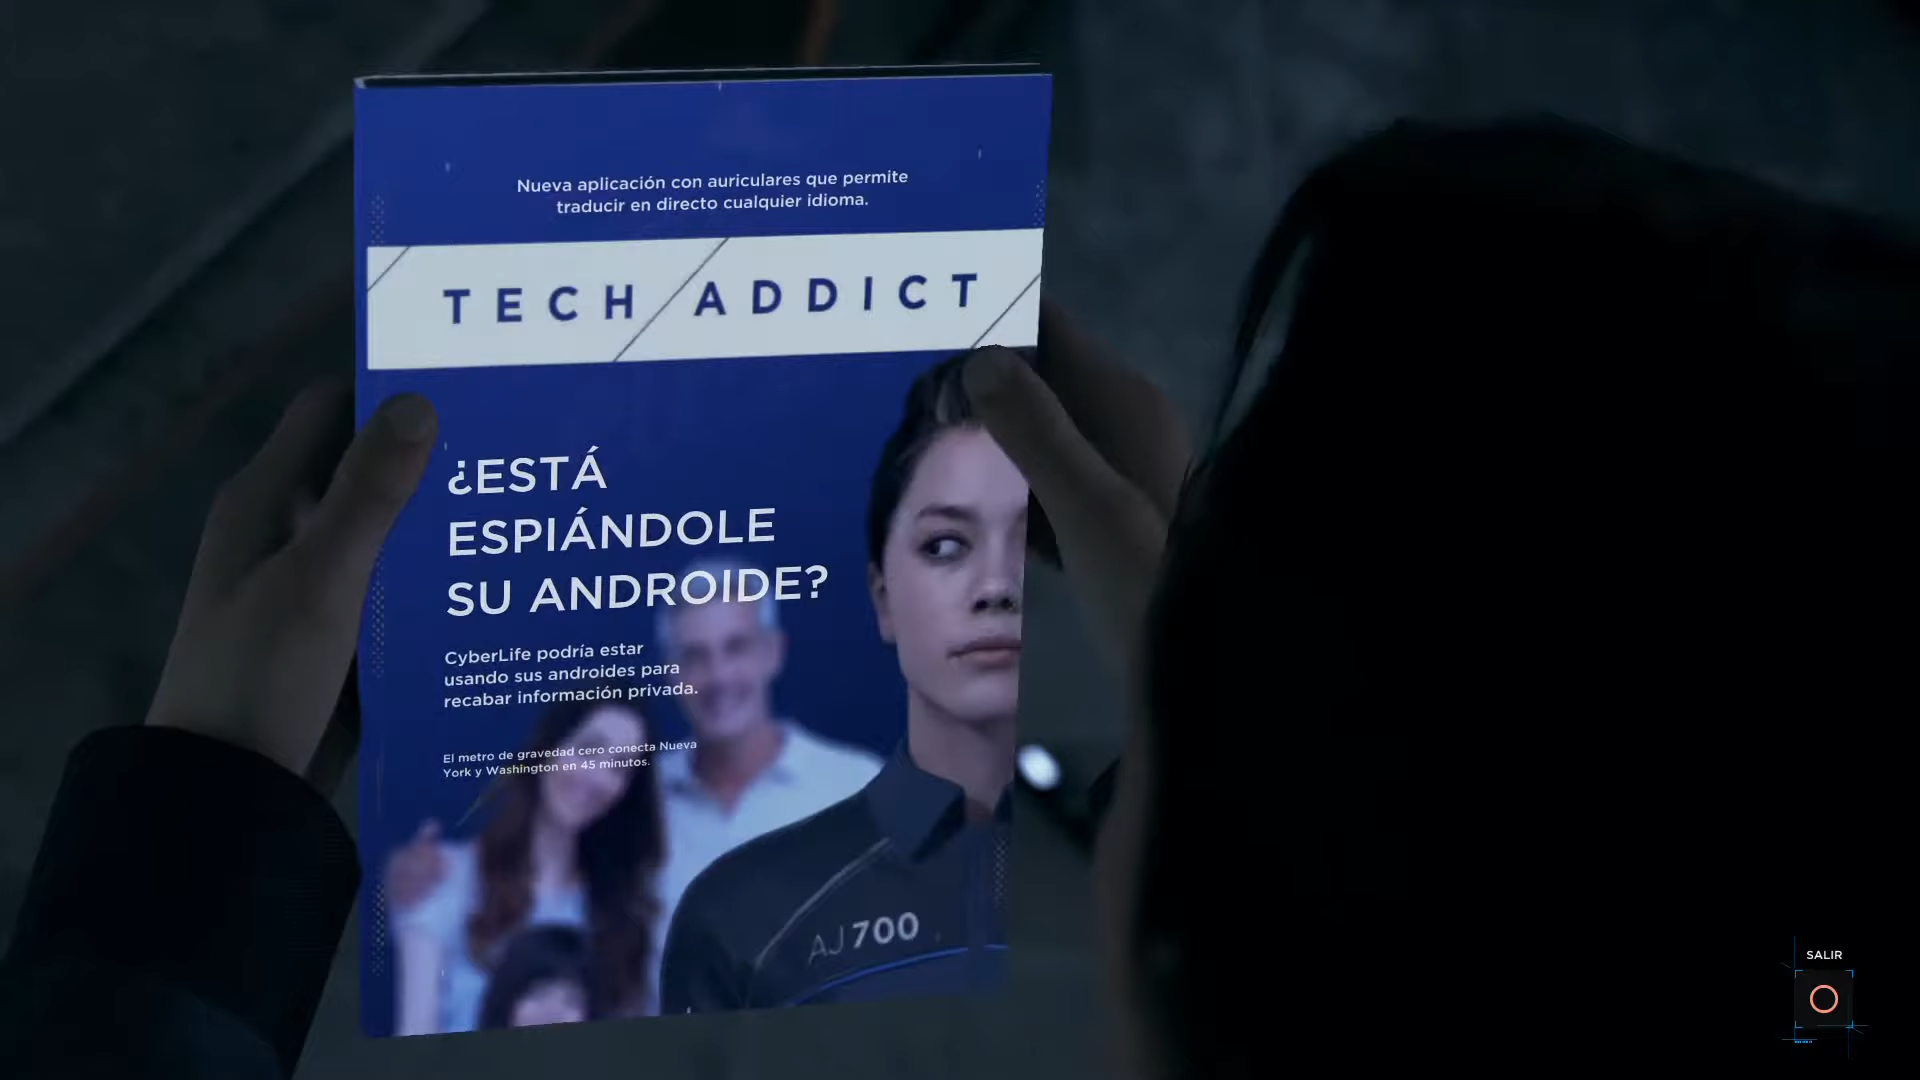 Nueva aplicación con auriculares que permite
traducir en directo cualquier idioma.
TECH ADDICT
¿ESTÁ
ESPIÁNDOLE
SU ANDROIDE?
CyberLife podría estar
usando sus androides para
recabar información privada.
El metro de gravedad cero conecta Nueva
York y Washington en 45 minutos.
AJ700
SALIR